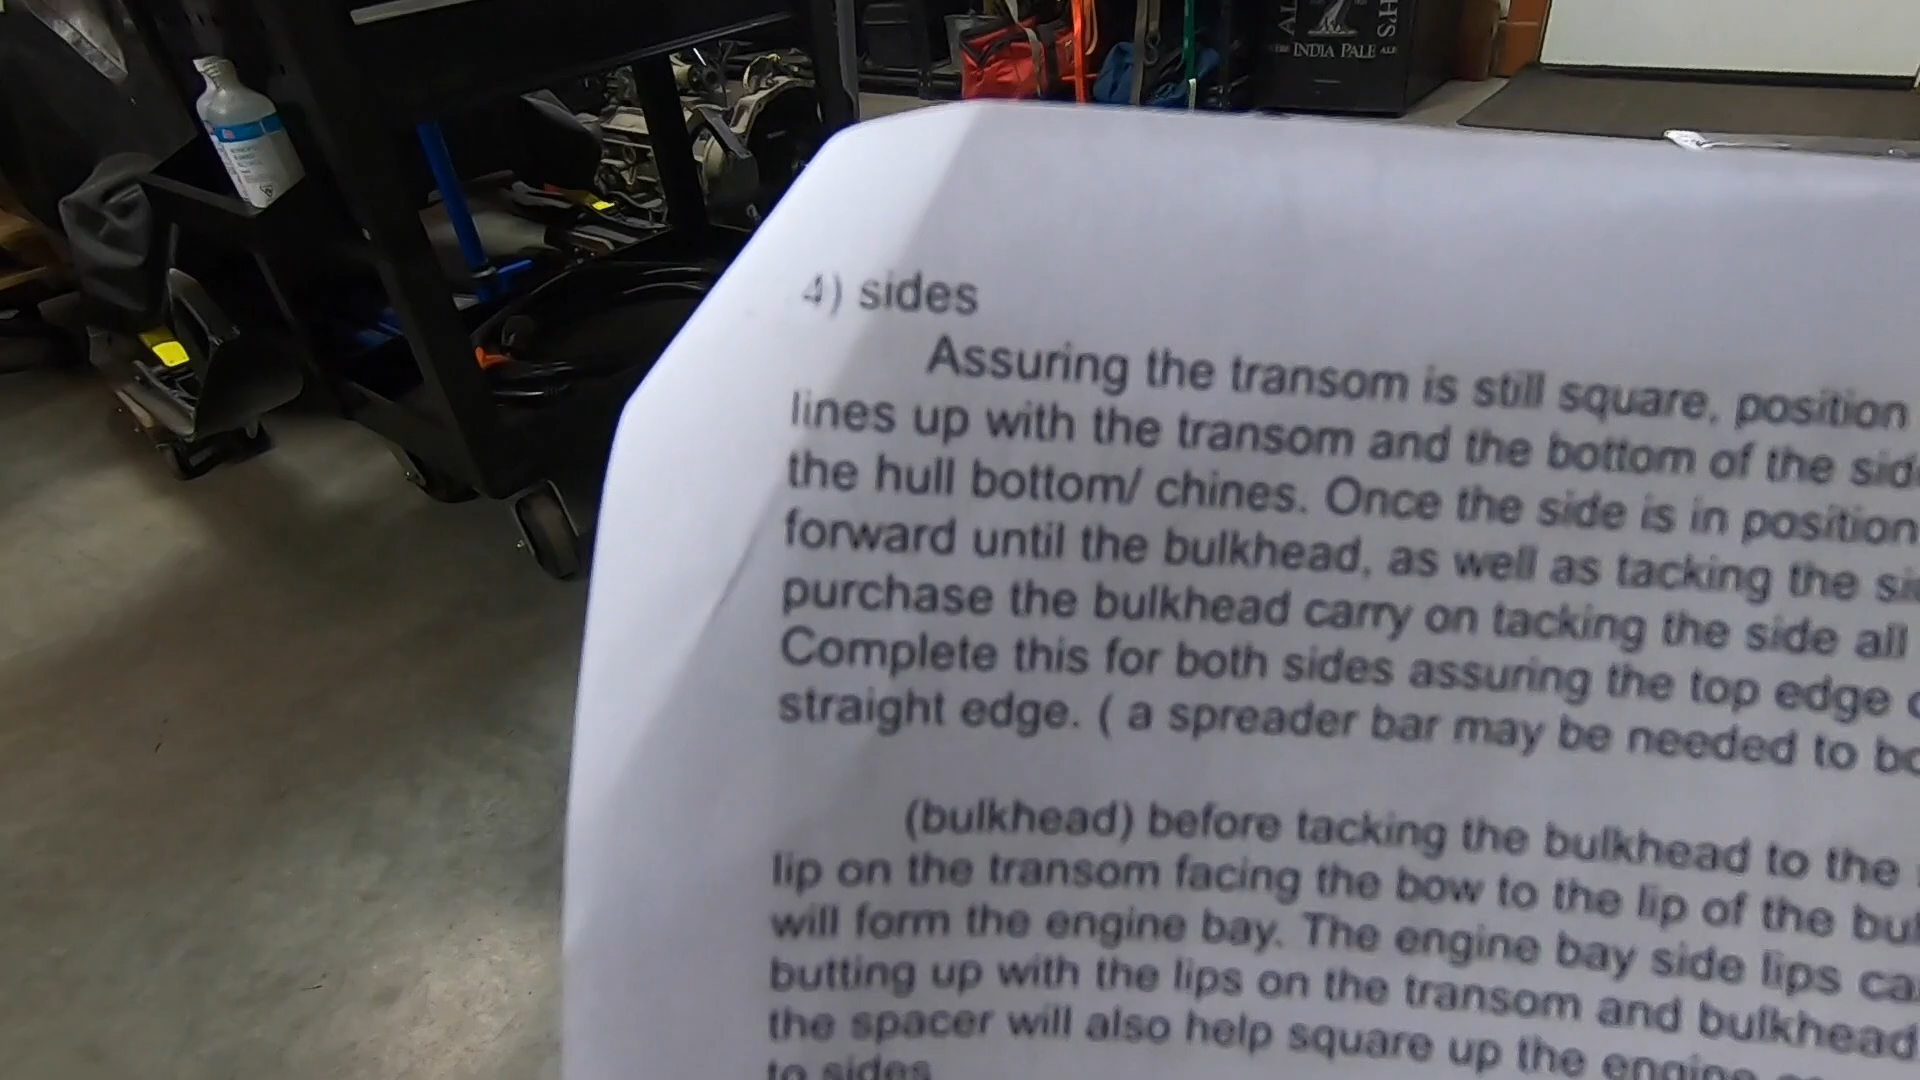 INDIA PALE ALE
4) sides
Assuring the transom is still square, position
lines up with the transom and the bottom of the
the hull bottom/ chines. Once the side is in position
forward until the bulkhead, as well as tacking the
purchase the bulkhead carry on tacking the side all
Complete this for both sides assuring the top edge
straight edge. ( a spreader bar may be needed to
(bulkhead) before tacking the bulkhead to the
lip on the transom facing the bow to the lip of the
will form the engine bay. The engine bay side lips
butting up with the lips on the transom and bulkhead
the spacer will also help square up the engine
to sides